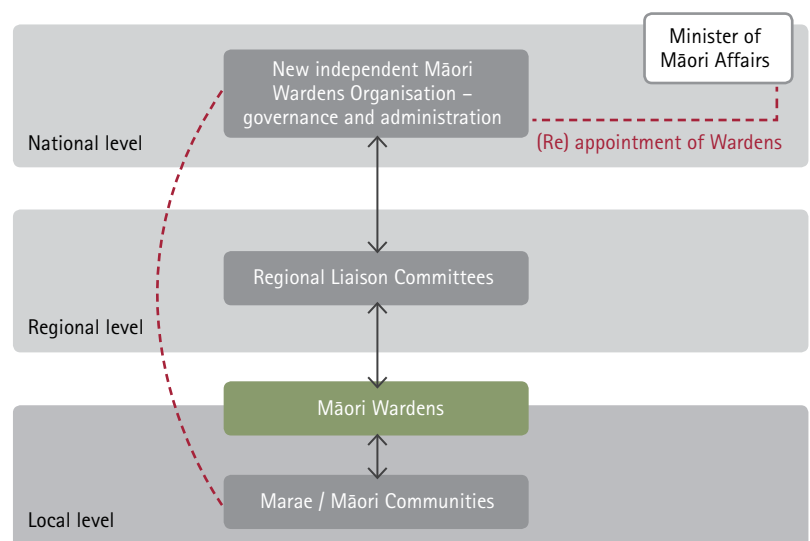 Minister of
Māori Affairs
New independent Māori
Wardens Organisation –
governance and administration
(Re) appointment of Wardens
National level
Regional Liaison Committees
Regional level
Māori Wardens
Marae / Māori Communities
Local level